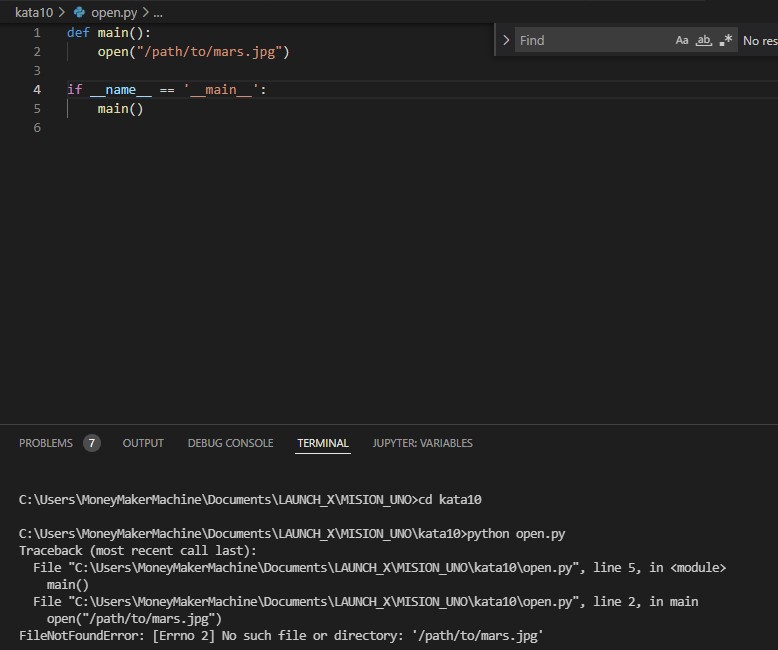 kata10 > open.py > ...
1 def main():
2     open("/path/to/mars.jpg")
3
4 if __name__ == '__main__':
5     main()
6
> Find Aa ab .* No res
PROBLEMS 7 OUTPUT DEBUG CONSOLE TERMINAL JUPYTER: VARIABLES
C:\Users\MoneyMakerMachine\Documents\LAUNCH_X\MISION_UNO>cd kata10
C:\Users\MoneyMakerMachine\Documents\LAUNCH_X\MISION_UNO\kata10>python open.py
Traceback (most recent call last):
  File "C:\Users\MoneyMakerMachine\Documents\LAUNCH_X\MISION_UNO\kata10\open.py", line 5, in <module>
    main()
  File "C:\Users\MoneyMakerMachine\Documents\LAUNCH_X\MISION_UNO\kata10\open.py", line 2, in main
    open("/path/to/mars.jpg")
FileNotFoundError: [Errno 2] No such file or directory: '/path/to/mars.jpg'